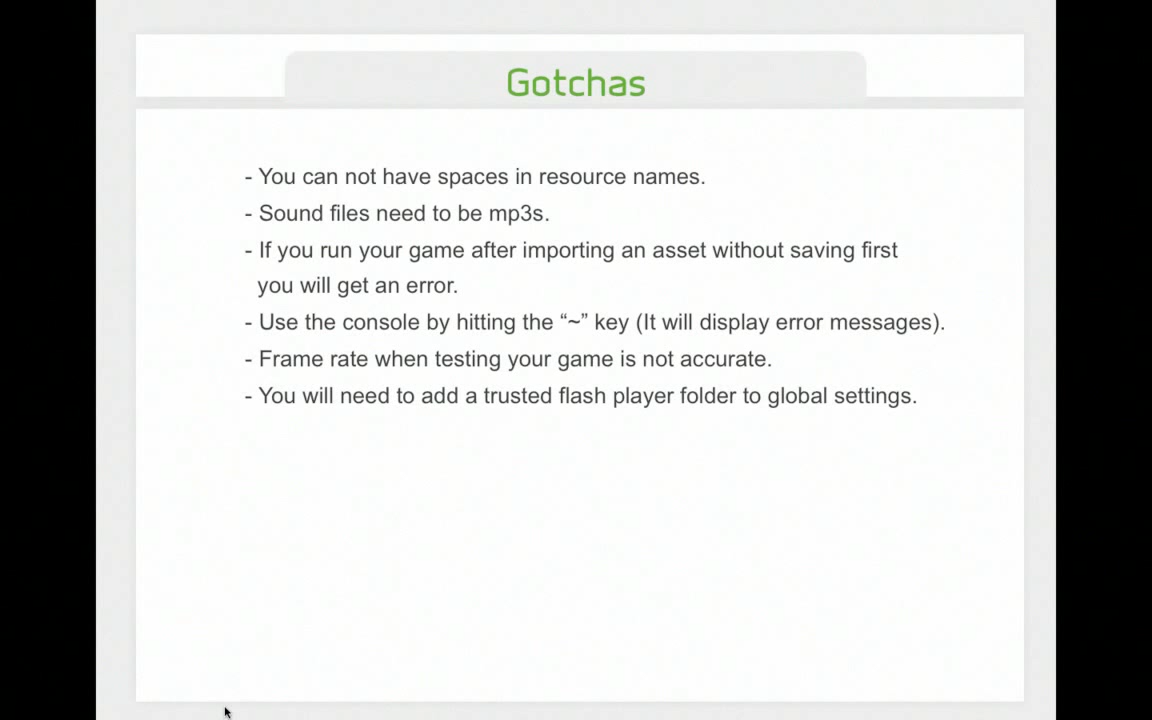 Gotchas
- You can not have spaces in resource names.
- Sound files need to be mp3s.
- If you run your game after importing an asset without saving first
you will get an error.
- Use the console by hitting the “~” key (It will display error messages).
- Frame rate when testing your game is not accurate.
- You will need to add a trusted flash player folder to global settings.